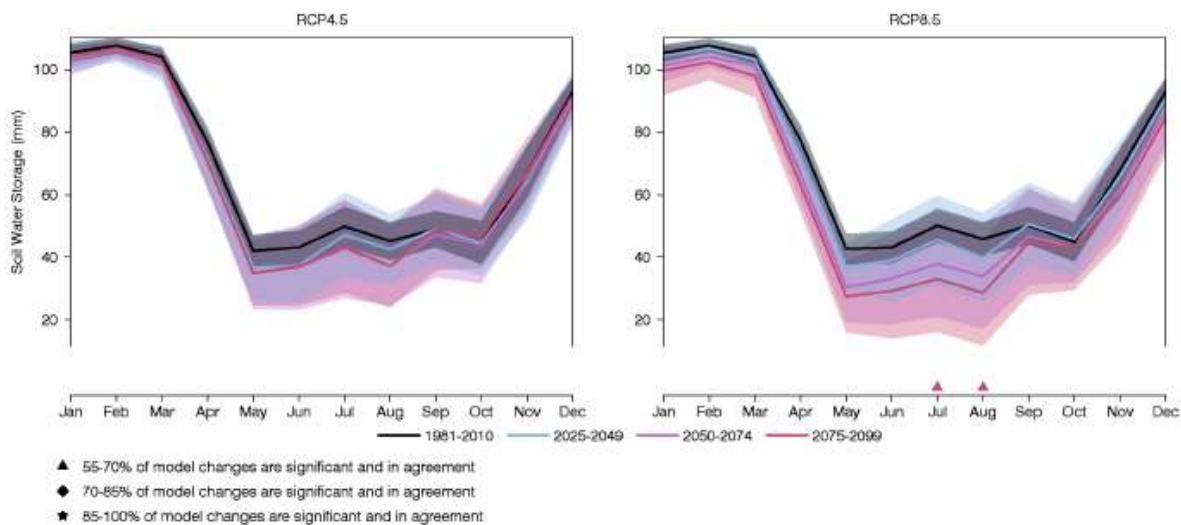 RCP4.5
RCP8.5
Soil Water Storage (mm)
100
80
60
40
20
100
80
60
40
20
Jan Feb Mar Apr May Jun Jul Aug Sep Oct Nov Dec
Jan Feb Mar Apr May Jun Jul Aug Sep Oct Nov Dec
1981-2010 2025-2049 2050-2074 2075-2099
55-70% of model changes are significant and in agreement
70-85% of model changes are significant and in agreement
85-100% of model changes are significant and in agreement